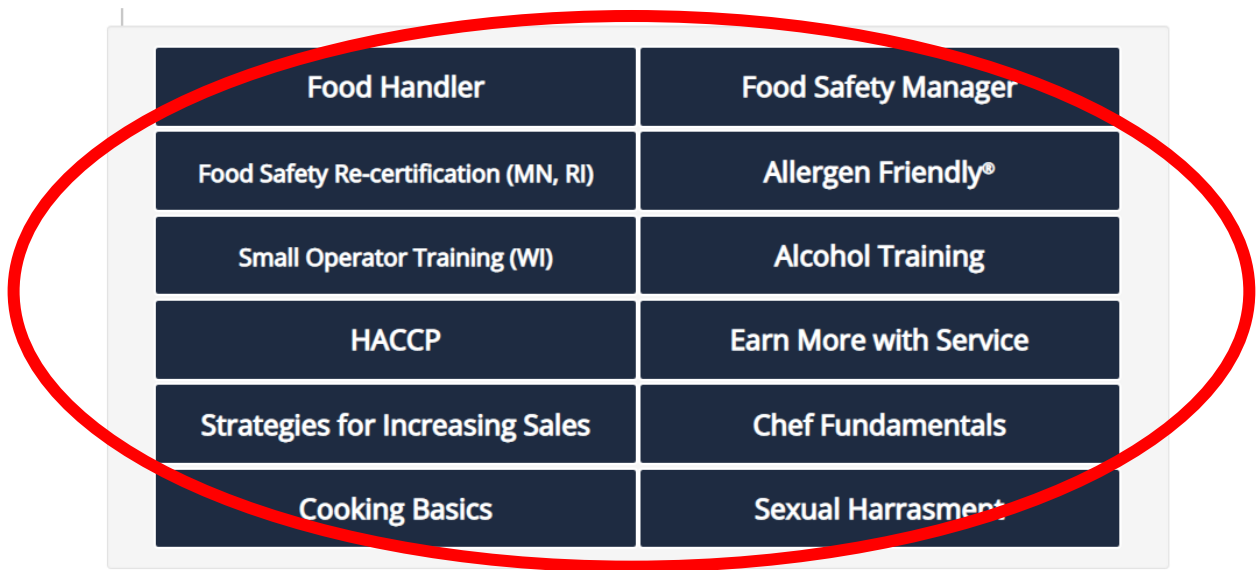 Food Handler
Food Safety Manager
Food Safety Re-certification (MN, RI)
Allergen Friendly®
Small Operator Training (WI)
Alcohol Training
HACCP
Earn More with Service
Strategies for Increasing Sales
Chef Fundamentals
Cooking Basics
Sexual Harrasment